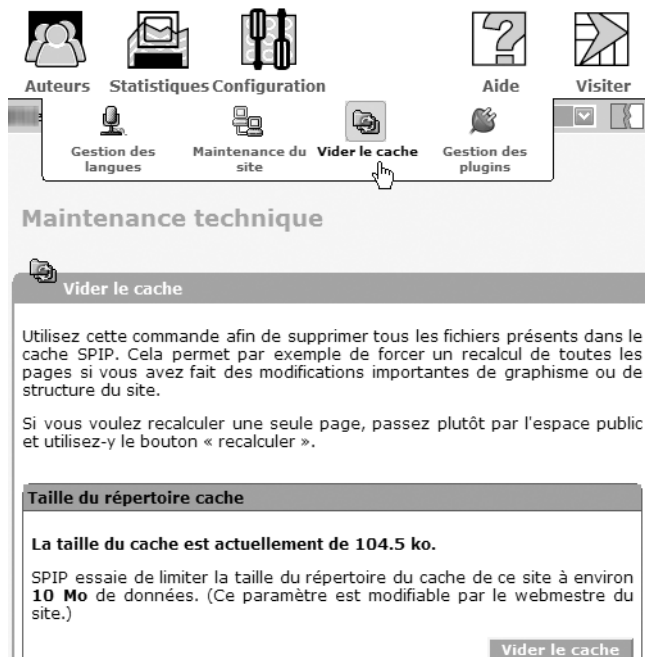 Auteurs Statistiques Configuration Aide Visiter
Gestion des langues Maintenance du site Vider le cache Gestion des plugins
Maintenance technique
Vider le cache
Utilisez cette commande afin de supprimer tous les fichiers présents dans le
cache SPIP. Cela permet par exemple de forcer un recalcul de toutes les
pages si vous avez fait des modifications importantes de graphisme ou de
structure du site.
Si vous voulez recalculer une seule page, passez plutôt par l'espace public
et utilisez-y le bouton « recalculer ».
Taille du répertoire cache
La taille du cache est actuellement de 104.5 ko.
SPIP essaie de limiter la taille du répertoire du cache de ce site à environ
10 Mo de données. (Ce paramètre est modifiable par le webmestre du
site.)
Vider le cache